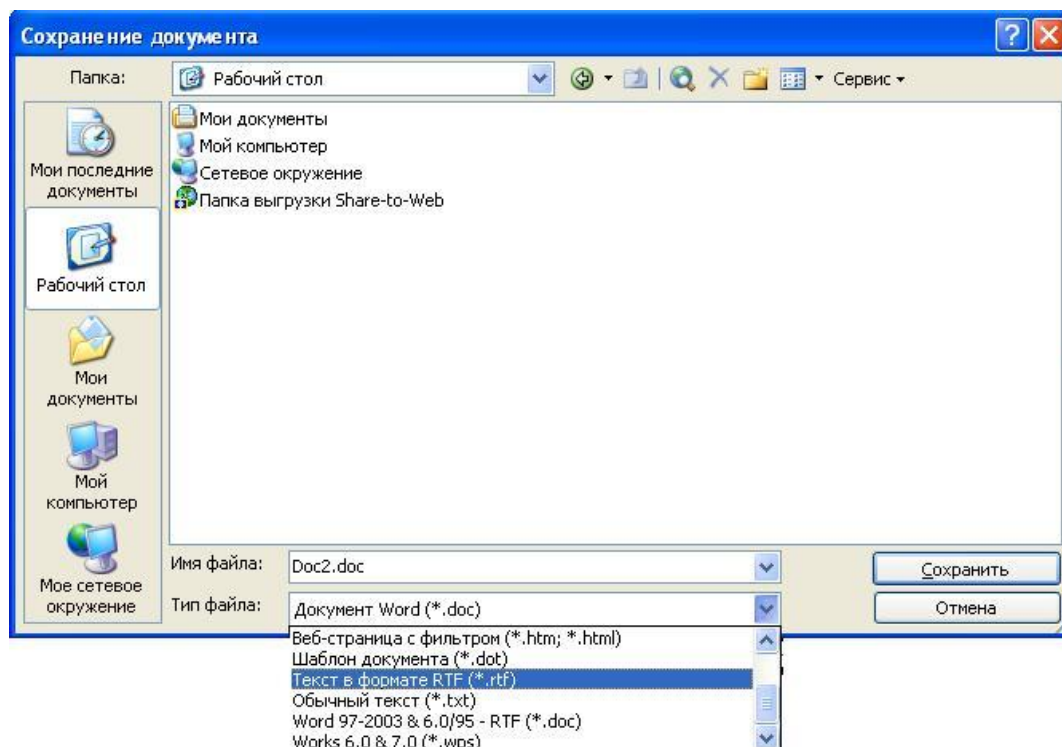 Сохранение документа
Папка:
Рабочий стол
Сервис
Мои последние
документы
Рабочий стол
Мои
документы
Мой
компьютер
Мое сетевое
окружение
Мои документы
Мой компьютер
Сетевое окружение
Папка выгрузки Share-to-Web
Имя файла:
Doc2.doc
Сохранить
Тип файла:
Документ Word (*.doc)
Отмена
Веб-страница с фильтром (*.htm; *.html)
Шаблон документа (*.dot)
Текст в формате RTF (*.rtf)
Обычный текст (*.txt)
Word 97-2003 & 6.0/95 - RTF (*.doc)
Works 6.0 & 7.0 (*.wps)